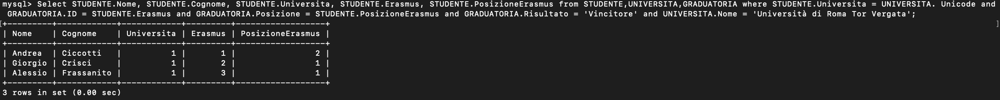 mysql> Select STUDENTE.Nome, STUDENTE.Cognome, STUDENTE.Universita, STUDENTE.Erasmus, STUDENTE.PosizioneErasmus from STUDENTE,UNIVERSITA,GRADUATORIA where STUDENTE.Universita = UNIVERSITA. Unicode and
 GRADUATORIA.ID = STUDENTE.Erasmus and GRADUATORIA.Posizione = STUDENTE.PosizioneErasmus and GRADUATORIA.Risultato = 'Vincitore' and UNIVERSITA.Nome = 'Università di Roma Tor Vergata';
[+---------+------------+------------+---------+------------------+ ]
| Nome    | Cognome    | Universita | Erasmus | PosizioneErasmus |
+---------+------------+------------+---------+------------------+
| Andrea  | Ciccotti   |          1 |       1 |                2 |
| Giorgio | Crisci     |          1 |       2 |                1 |
| Alessio | Frassanito |          1 |       3 |                1 |
+---------+------------+------------+---------+------------------+
3 rows in set (0.00 sec)